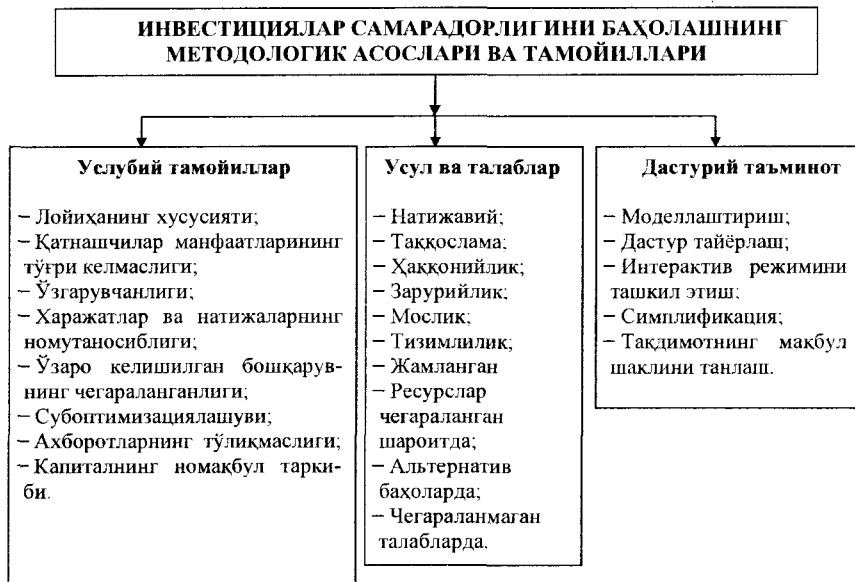 ИНВЕСТИЦИЯЛАР САМАРАДОРЛИГИНИ БАҲОЛАШНИНГ
МЕТОДОЛОГИК АСОСЛАРИ ВА ТАМОЙИЛЛАРИ
Услубий тамойиллар
– Лойиҳанинг хусусияти;
– Қатнашчилар манфаатларининг
тўғри келмаслиги;
– Ўзгарувчанлиги;
– Харажатлар ва натижаларнинг
номутаносиблиги;
– Ўзаро келишилган бошқарув-
нинг чегараланганлиги;
– Субоптимизациялашуви;
– Ахборотларнинг тўлиқмаслиги;
– Капиталнинг номақбул тарки-
би.
Усул ва талаблар
– Натижавий;
– Таққослама;
– Ҳаққонийлик;
– Зарурийлик;
– Мослик;
– Тизимлилик;
– Жамланган
– Ресурслар
чегараланган
шароитда;
– Альтернатив
баҳоларда;
– Чегараланмаган
талабларда.
Дастурий таъминот
– Моделлаштириш;
– Дастур тайёрлаш;
– Интерактив режимини
ташкил этиш;
– Симплификация;
– Тақдимотнинг мақбул
шаклини танлаш.